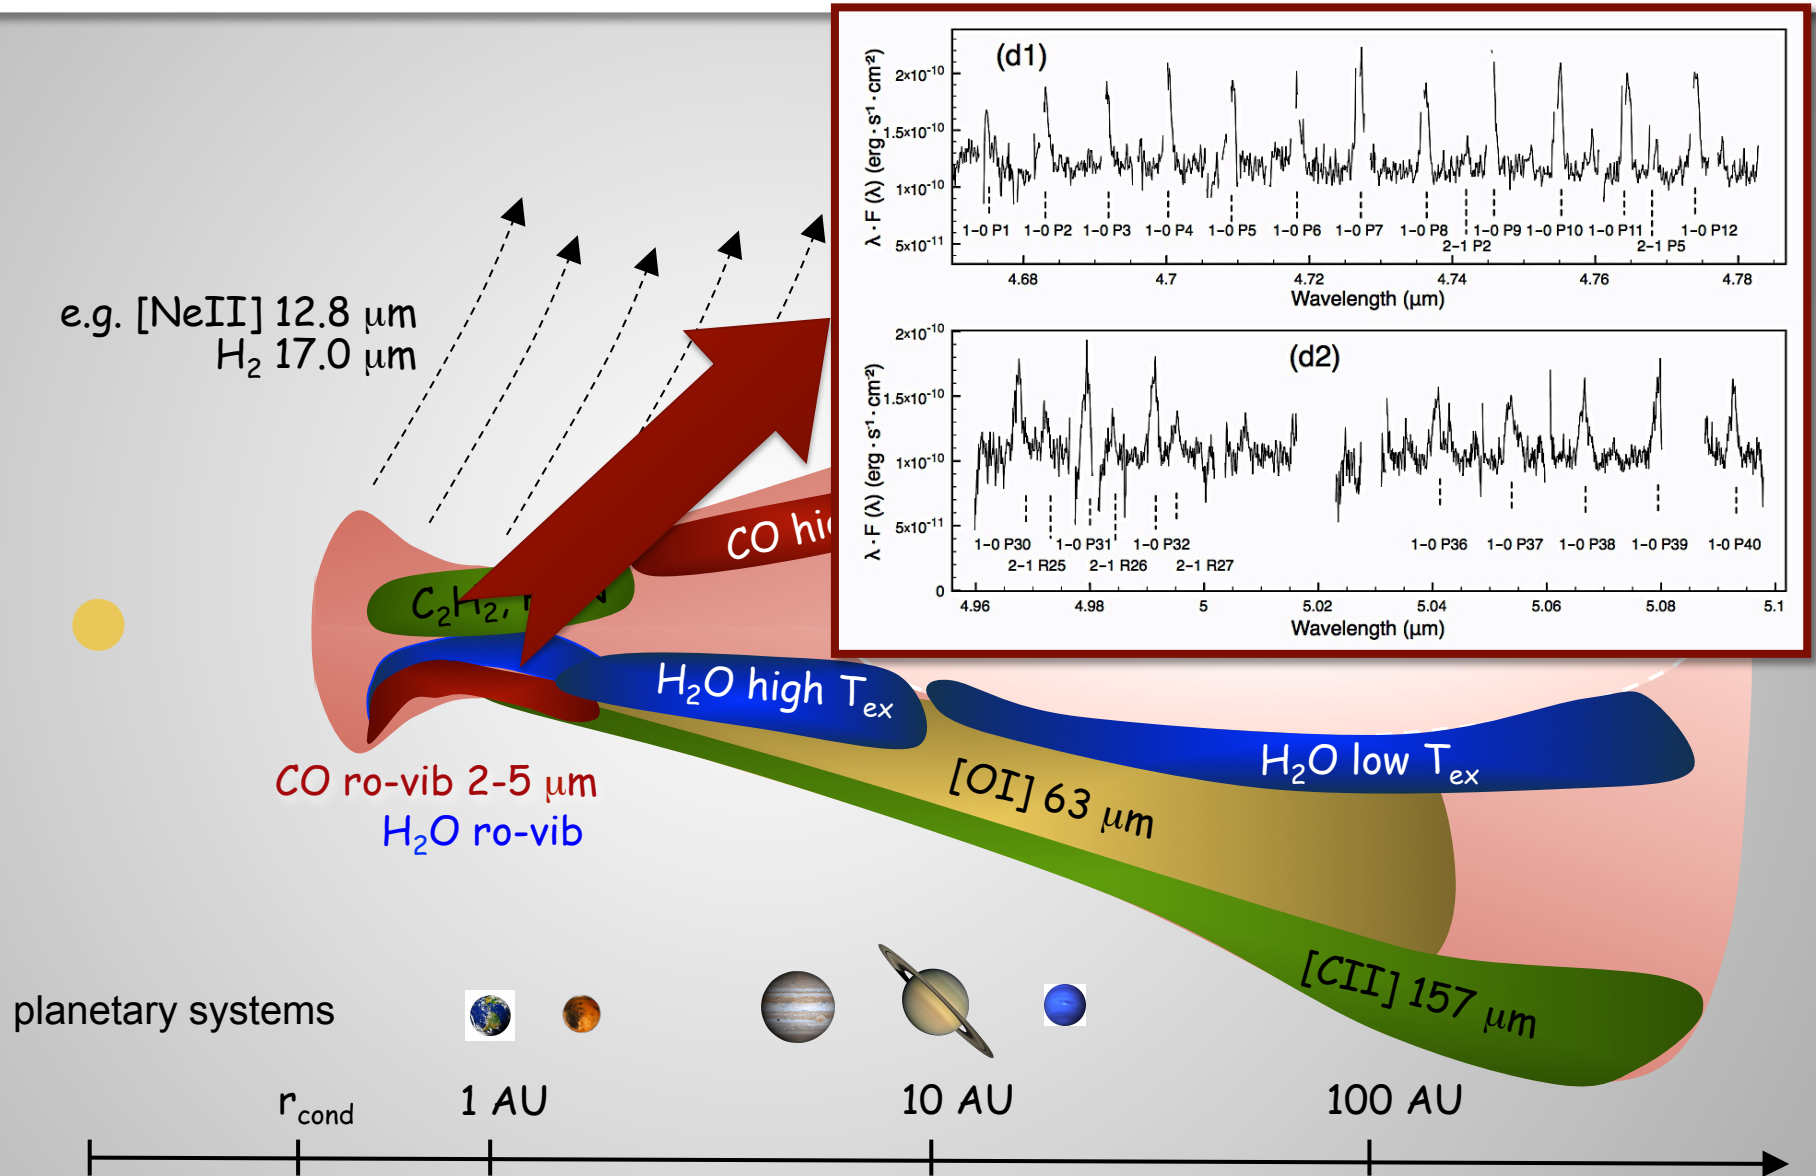 (d1)
λ·F(λ) (erg·s⁻¹·cm²)
2x10⁻¹⁰
1.5x10⁻¹⁰
1x10⁻¹⁰
5x10⁻¹¹
1-0 P1 1-0 P2 1-0 P3 1-0 P4 1-0 P5 1-0 P6 1-0 P7 1-0 P8 1-0 P9 1-0 P10 1-0 P11 1-0 P12
2-1 P2 2-1 P5
4.68 4.7 4.72 4.74 4.76 4.78
Wavelength (μm)
(d2)
λ·F(λ) (erg·s⁻¹·cm²)
2x10⁻¹⁰
1.5x10⁻¹⁰
1x10⁻¹⁰
5x10⁻¹¹
0
1-0 P30 1-0 P31 1-0 P32 1-0 P36 1-0 P37 1-0 P38 1-0 P39 1-0 P40
2-1 R25 2-1 R26 2-1 R27
4.96 4.98 5 5.02 5.04 5.06 5.08 5.1
Wavelength (μm)
e.g. [NeII] 12.8 μm
H₂ 17.0 μm
CO
C₂H₂,
H₂O high Tex
H₂O low Tex
[OI] 63 μm
[CII] 157 μm
CO ro-vib 2-5 μm
H₂O ro-vib
planetary systems
rcond 1 AU 10 AU 100 AU